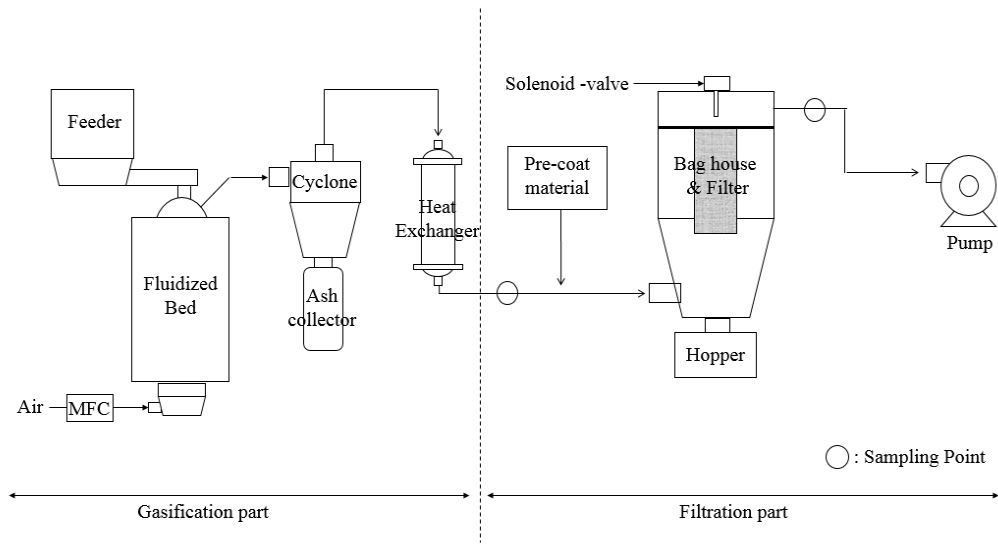 Feeder
Cyclone
Heat
Exchanger
Fluidized
Bed
Ash
collector
Air
MFC
Gasification part
Solenoid -valve
Pre-coat
material
Bag house
& Filter
Pump
Hopper
: Sampling Point
Filtration part